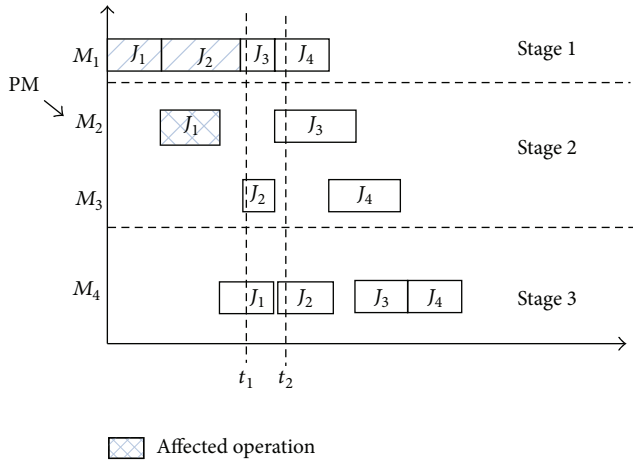 M1 J1 J2 J3 J4 Stage 1
PM
M2 J1 J3
Stage 2
M3 J2 J4
M4 J1 J2 J3 J4 Stage 3
t1 t2
Affected operation